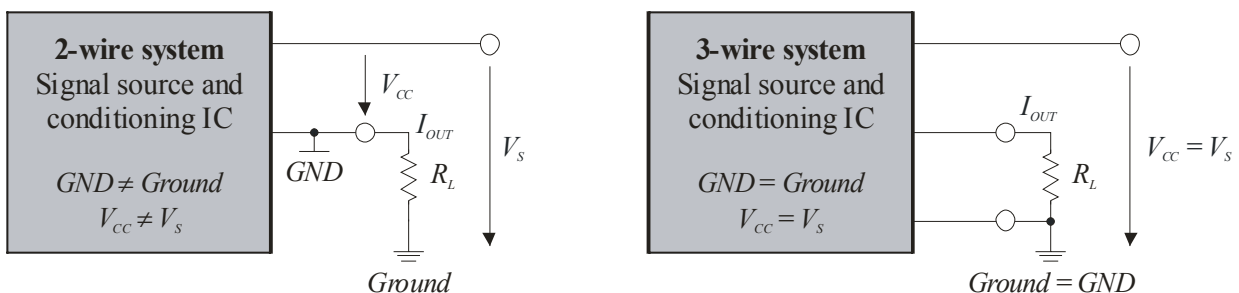 2-wire system
Signal source and
conditioning IC
GND ≠ Ground
V_CC ≠ V_S
V_CC
I_OUT
GND
R_L
V_S
Ground
3-wire system
Signal source and
conditioning IC
GND = Ground
V_CC = V_S
I_OUT
R_L
V_CC = V_S
Ground = GND